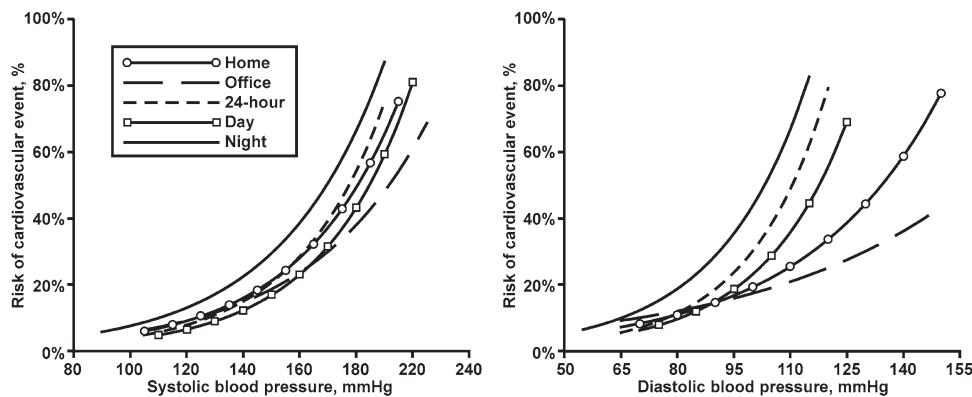 Risk of cardiovascular event, %
100%
80%
60%
40%
20%
0%
Home
Office
24-hour
Day
Night
80 100 120 140 160 180 200 220 240
Systolic blood pressure, mmHg
Risk of cardiovascular event, %
100%
80%
60%
40%
20%
0%
50 65 80 95 110 125 140 155
Diastolic blood pressure, mmHg